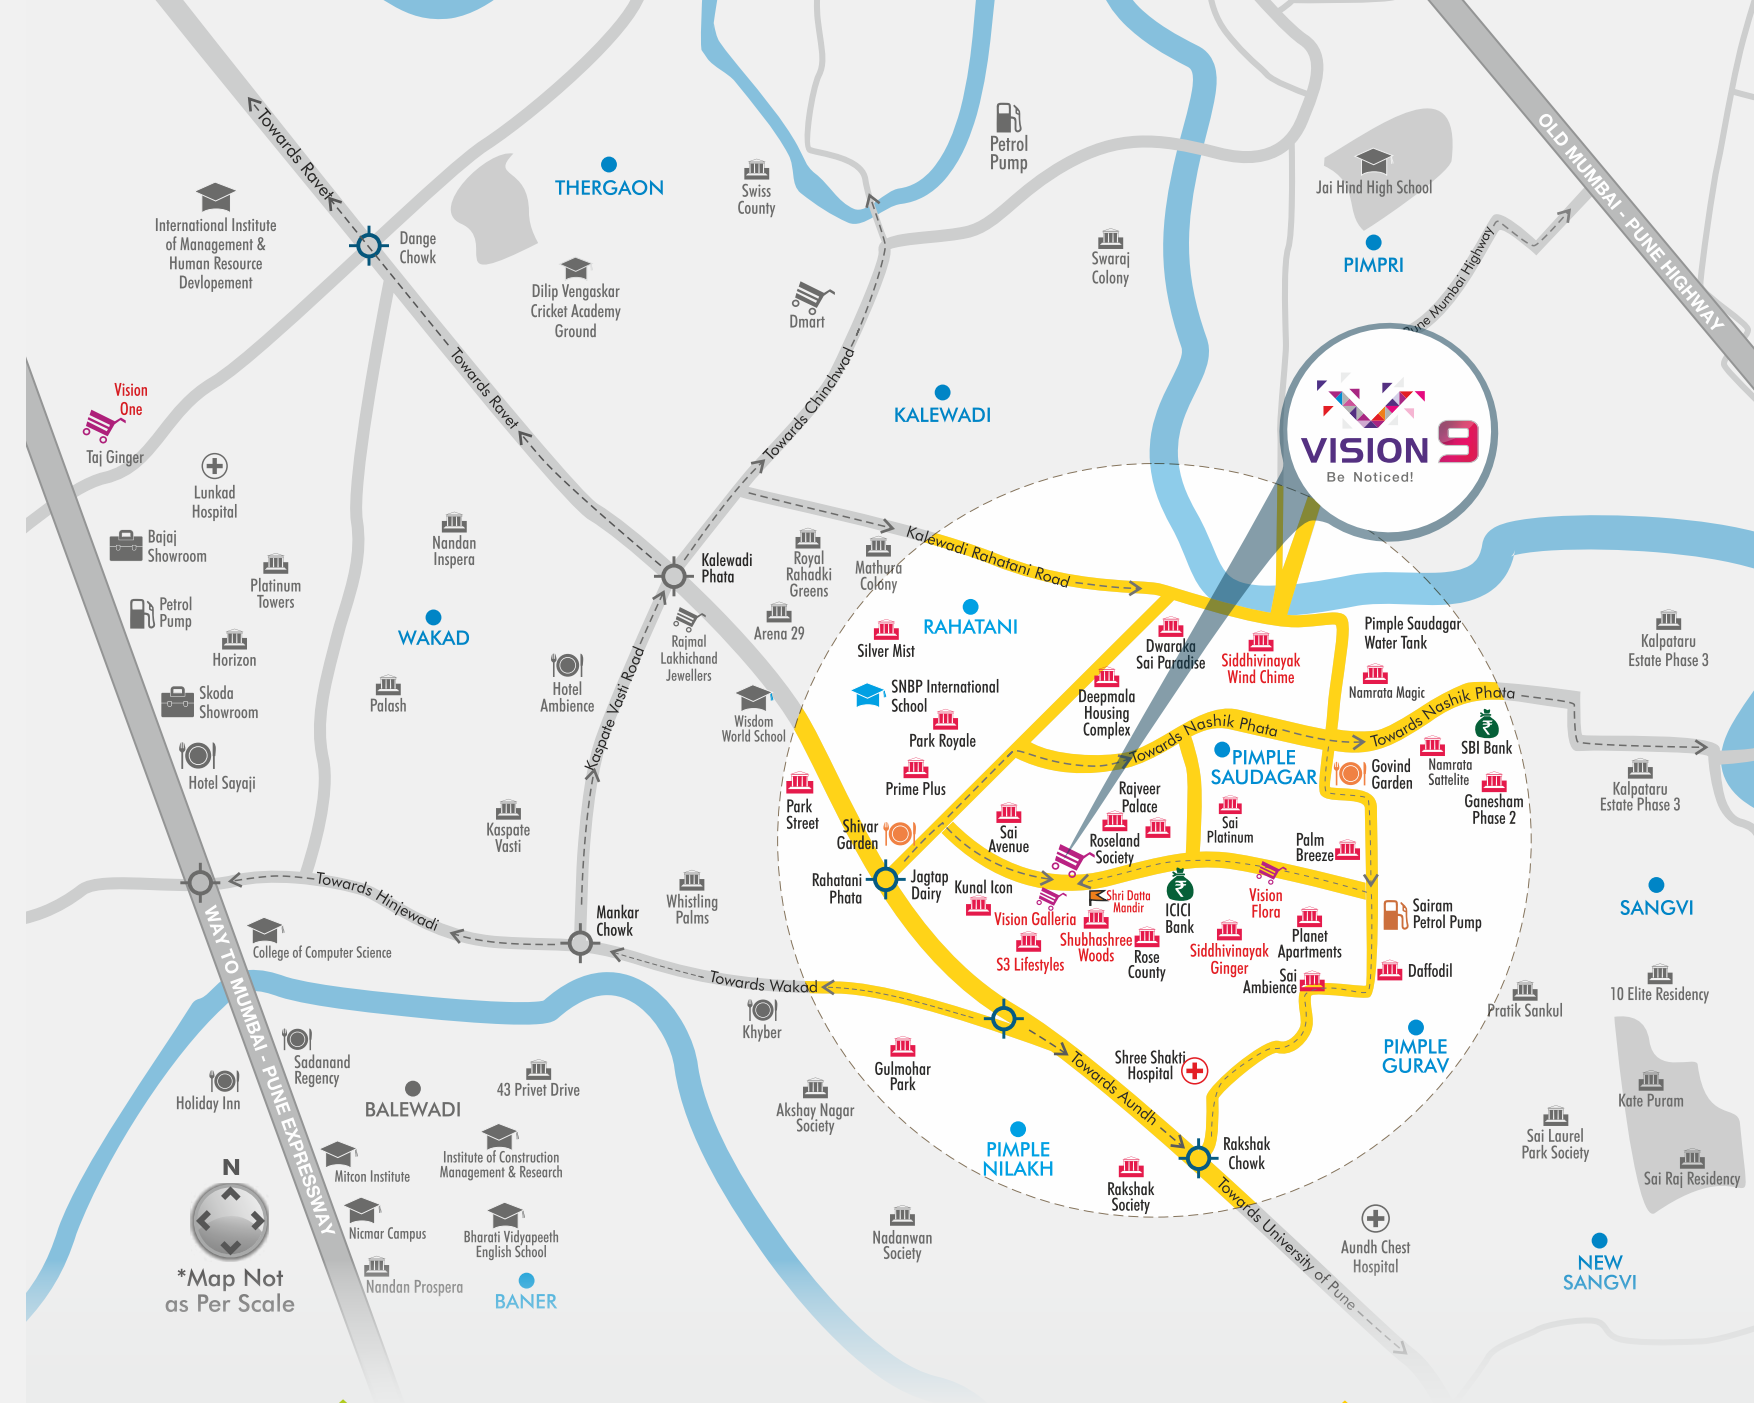 Towards Ravet
THERGAON
Petrol
Pump
Swiss
County
International Institute
of Management &
Human Resource
Devlopement
Dange
Chowk
Dilip Vengaskar
Cricket Academy
Ground
Dmart
Swaraj
Colony
Jai Hind High School
PIMPRI
OLD MUMBAI - PUNE HIGHWAY
Pune Mumbai Highway
Towards Ravet
Towards Chinchwad
KALEWADI
VISION 9
Be Noticed!
Vision
One
Taj Ginger
Lunkad
Hospital
Bajaj
Showroom
Nandan
Inspera
Platinum
Towers
Petrol
Pump
Horizon
WAKAD
Skoda
Showroom
Palash
Hotel
Ambience
Hotel Sayaji
Kaspate
Vasti
Kaspate Vasti Road
Kalewadi
Phata
Rajmal
Lakhichand
Jewellers
Royal
Rahadki
Greens
Mathura
Colony
Arena 29
Wisdom
World School
Kalewadi Rahatani Road
RAHATANI
Silver Mist
SNBP International
School
Park Royale
Prime Plus
Park
Street
Shivar
Garden
Rahatani
Phata
Jagtap
Dairy
Dwaraka
Sai Paradise
Siddhivinayak
Wind Chime
Deepmala
Housing
Complex
Pimple Saudagar
Water Tank
Namrata Magic
Towards Nashik Phata
Towards Nashik Phata
PIMPLE
SAUDAGAR
Govind
Garden
SBI Bank
Namrata
Sattelite
Ganesham
Phase 2
Kalpataru
Estate Phase 3
Kalpataru
Estate Phase 3
Rajveer
Palace
Sai
Avenue
Roseland
Society
Sai
Platinum
Palm
Breeze
Kunal Icon
Vision Galleria
Shri Datta
Mandir
ICICI
Bank
Vision
Flora
Sairam
Petrol Pump
Shubhashree
Woods
S3 Lifestyles
Rose
County
Siddhivinayak
Ginger
Planet
Apartments
Sai
Ambience
Daffodil
SANGVI
Towards Hinjewadi
Mankar
Chowk
Whistling
Palms
College of Computer Science
Towards Wakad
Khyber
WAY TO MUMBAI - PUNE EXPRESSWAY
Sadanand
Regency
Holiday Inn
BALEWADI
43 Privet Drive
Mitcon Institute
Institute of Construction
Management & Research
Nicmar Campus
Bharati Vidyapeeth
English School
Nandan Prospera
BANER
N
*Map Not
as Per Scale
Akshay Nagar
Society
Gulmohar
Park
Nadanwan
Society
PIMPLE
NILAKH
Shree Shakti
Hospital
Towards Aundh
Rakshak
Chowk
Rakshak
Society
Towards University of Pune
Aundh Chest
Hospital
PIMPLE
GURAV
Pratik Sankul
10 Elite Residency
Kate Puram
Sai Laurel
Park Society
Sai Raj Residency
NEW
SANGVI